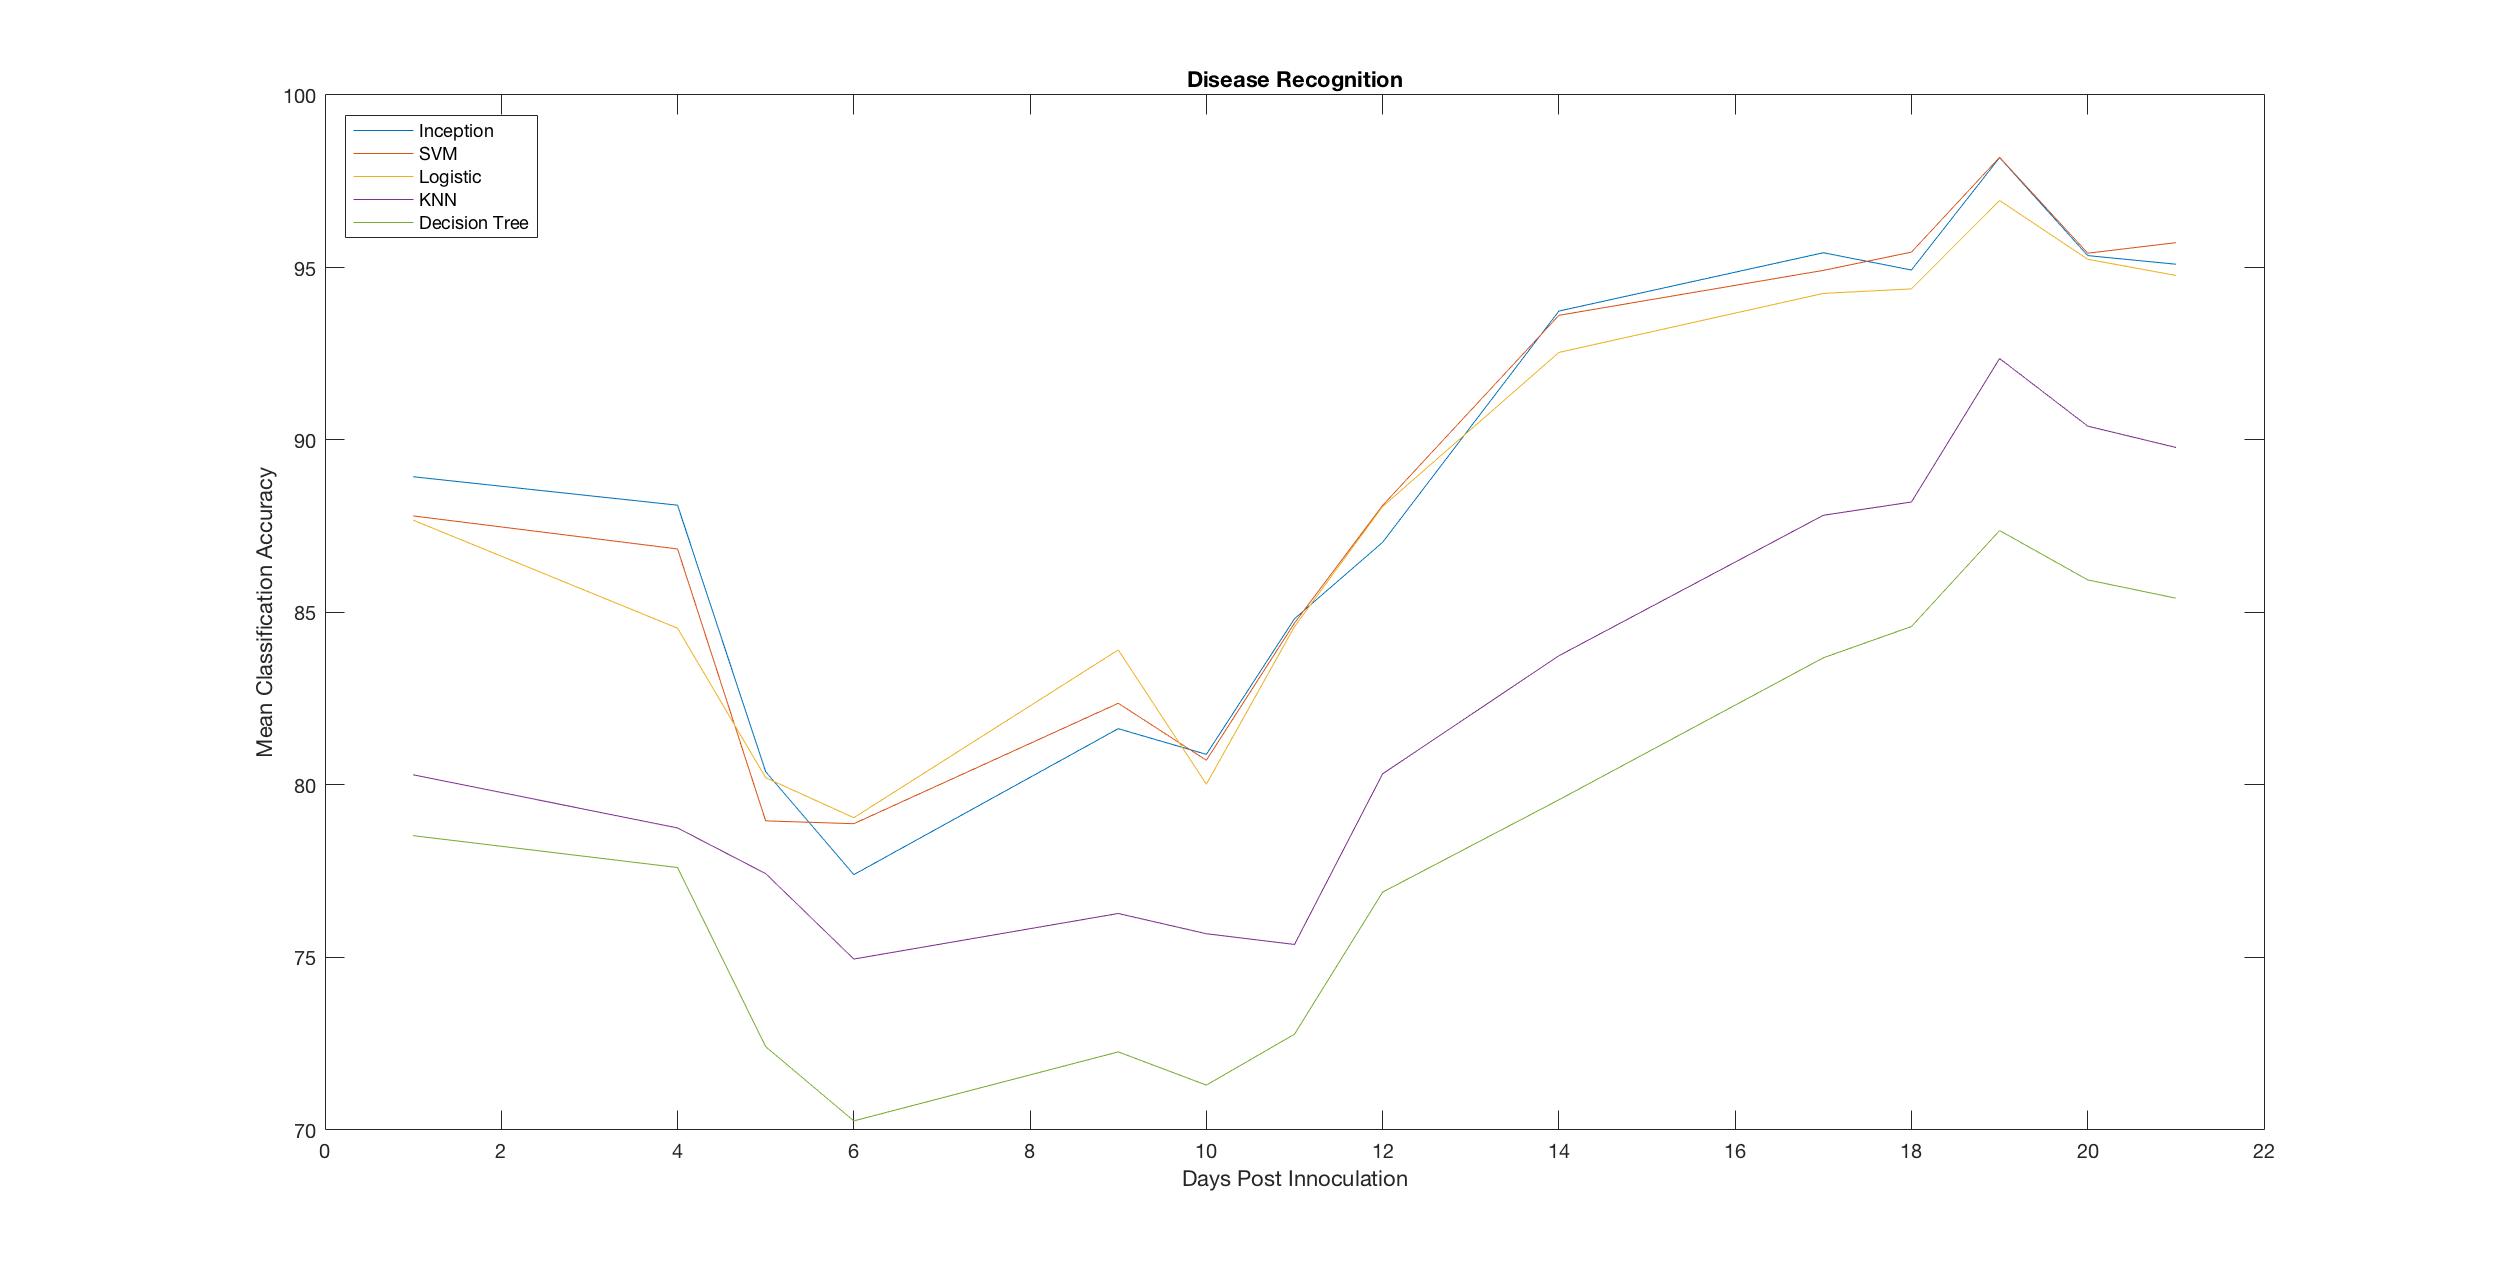 Disease Recognition
100
95
90
85
80
75
70
Mean Classification Accuracy
Inception
SVM
Logistic
KNN
Decision Tree
0 2 4 6 8 10 12 14 16 18 20 22
Days Post Innoculation